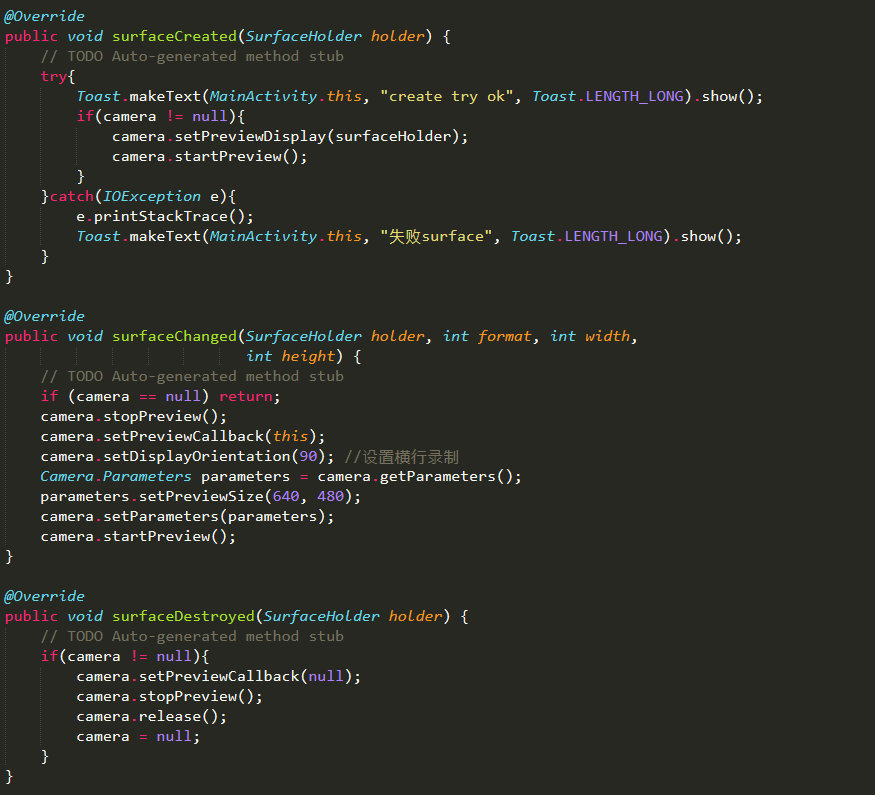 @Override
public void surfaceCreated(SurfaceHolder holder) {
    // TODO Auto-generated method stub
    try{
        Toast.makeText(MainActivity.this, "create try ok", Toast.LENGTH_LONG).show();
        if(camera != null){
            camera.setPreviewDisplay(surfaceHolder);
            camera.startPreview();
        }
    }catch(IOException e){
        e.printStackTrace();
        Toast.makeText(MainActivity.this, "失败surface", Toast.LENGTH_LONG).show();
    }
}

@Override
public void surfaceChanged(SurfaceHolder holder, int format, int width,
                           int height) {
    // TODO Auto-generated method stub
    if (camera == null) return;
    camera.stopPreview();
    camera.setPreviewCallback(this);
    camera.setDisplayOrientation(90); //设置横行录制
    Camera.Parameters parameters = camera.getParameters();
    parameters.setPreviewSize(640, 480);
    camera.setParameters(parameters);
    camera.startPreview();
}

@Override
public void surfaceDestroyed(SurfaceHolder holder) {
    // TODO Auto-generated method stub
    if(camera != null){
        camera.setPreviewCallback(null);
        camera.stopPreview();
        camera.release();
        camera = null;
    }
}